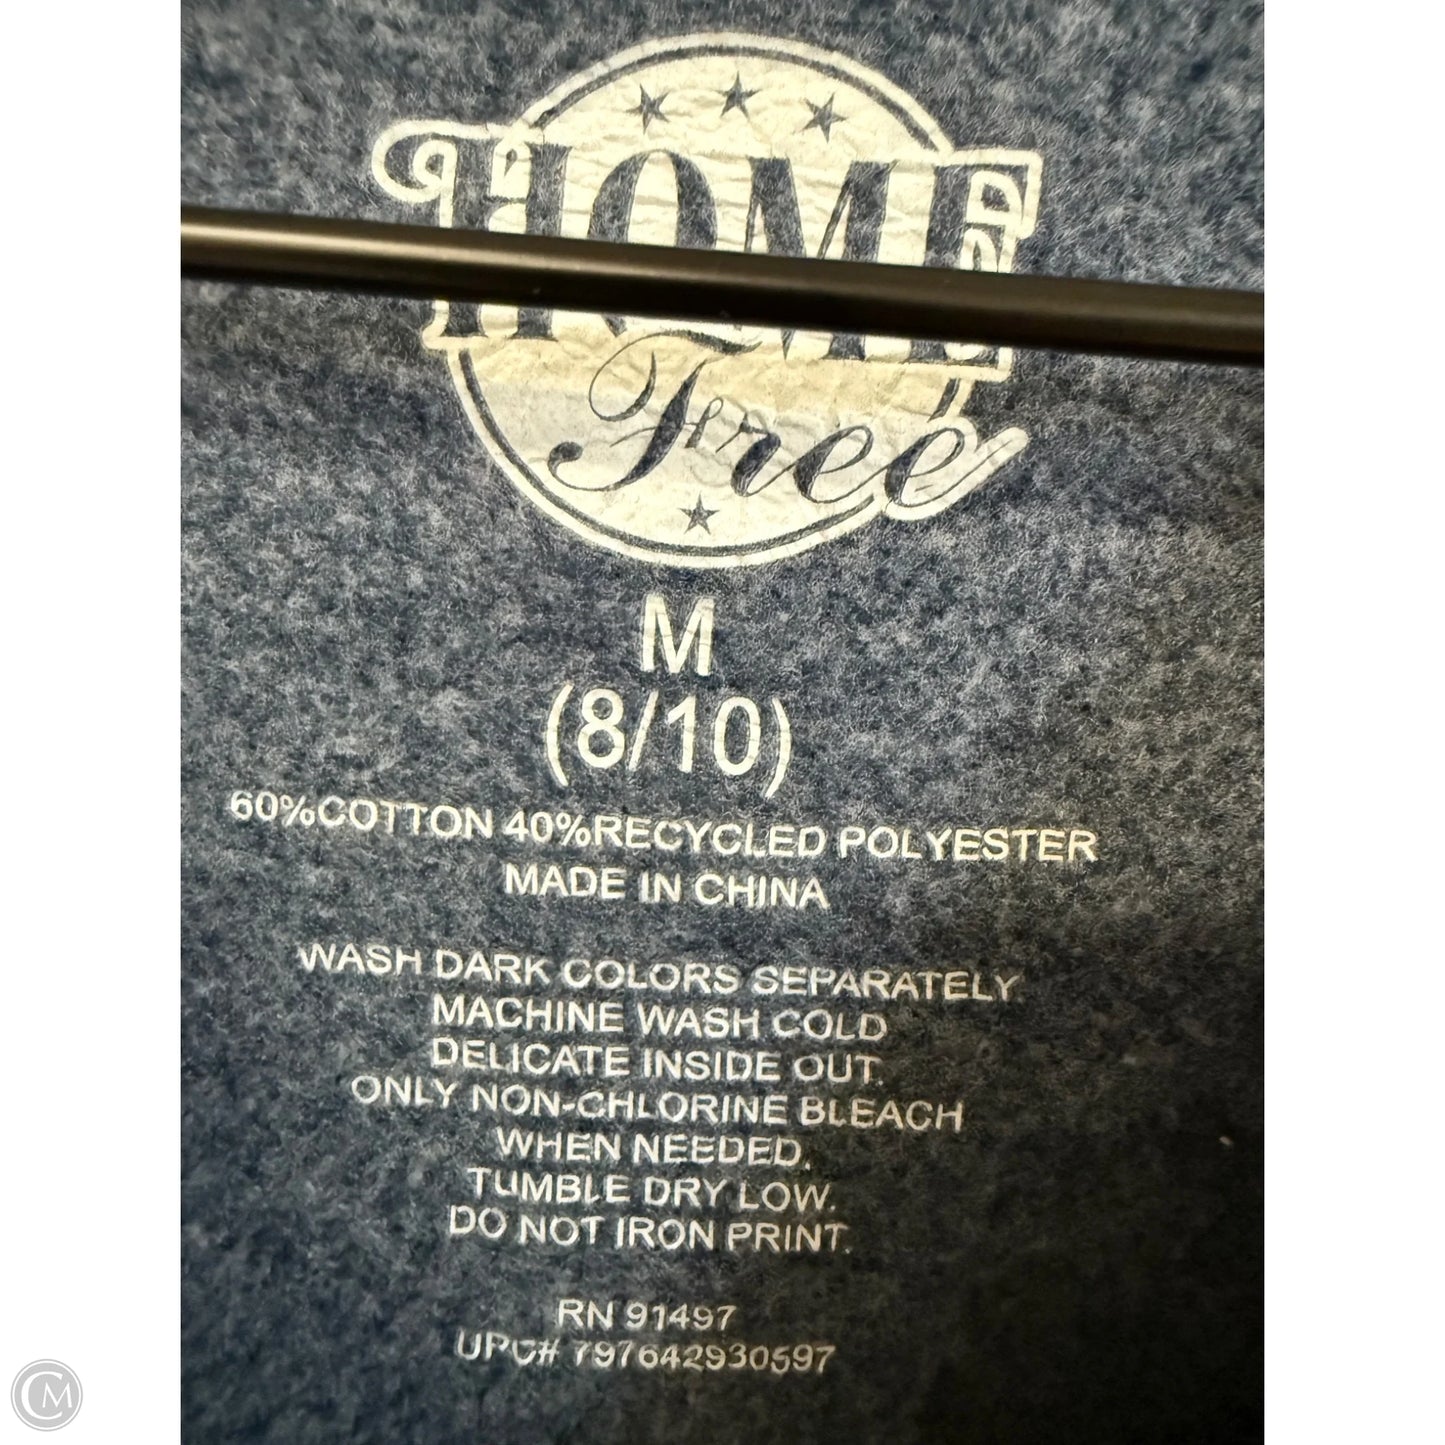 HOME
Free
M
(8/10)
60%COTTON 40%RECYCLED POLYESTER
MADE IN CHINA
WASH DARK COLORS SEPARATELY
MACHINE WASH COLD
DELICATE INSIDE OUT.
ONLY NON-CHLORINE BLEACH
WHEN NEEDED.
TUMBLE DRY LOW.
DO NOT IRON PRINT.
RN 91497
UPC# 797642930597
CM